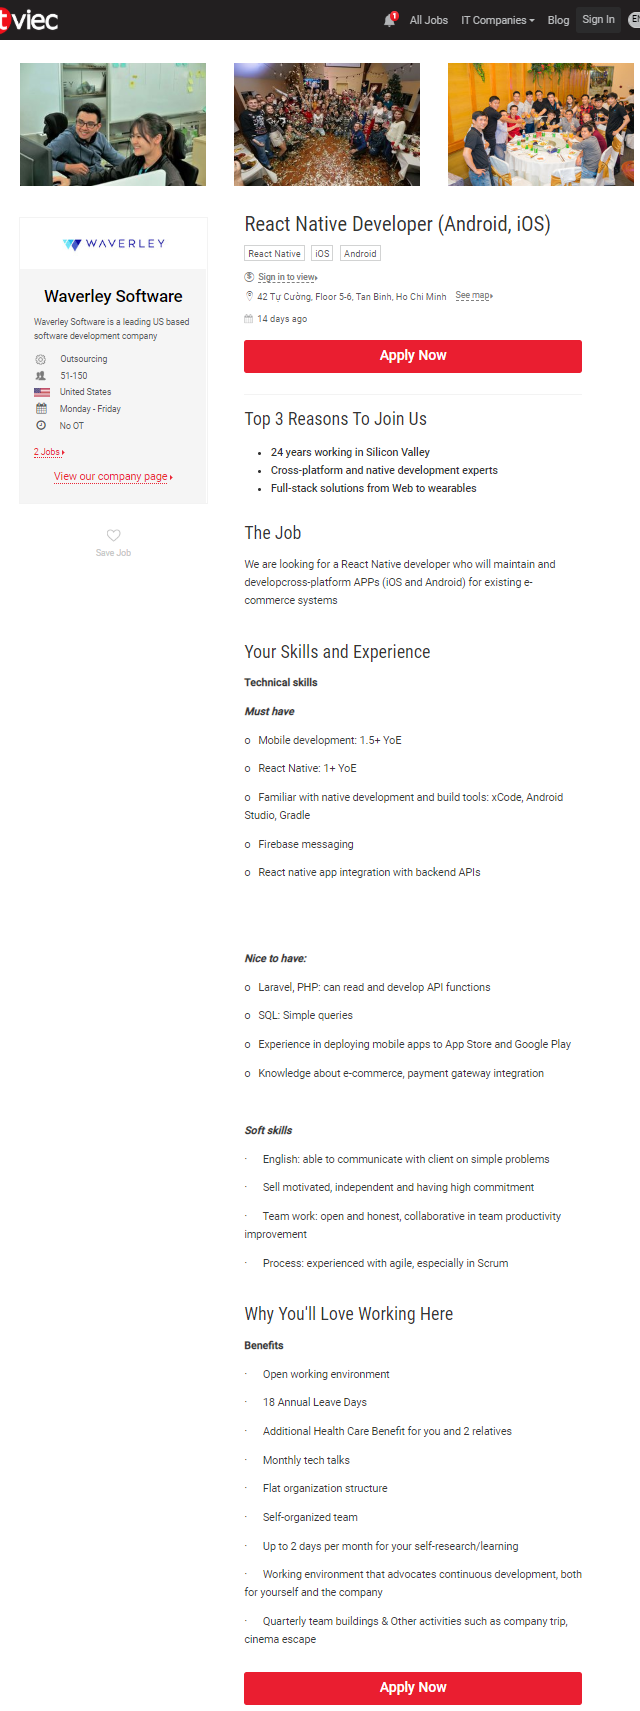 tviec
1
All Jobs
IT Companies
Blog
Sign In
EN
WAVERLEY
Waverley Software
Waverley Software is a leading US based
software development company
Outsourcing
51-150
United States
Monday - Friday
No OT
2 Jobs
View our company page
Save Job
React Native Developer (Android, iOS)
React Native
iOS
Android
Sign in to view
42 Tự Cường, Floor 5-6, Tan Binh, Ho Chi Minh
See map
14 days ago
Apply Now
Top 3 Reasons To Join Us
• 24 years working in Silicon Valley
• Cross-platform and native development experts
• Full-stack solutions from Web to wearables
The Job
We are looking for a React Native developer who will maintain and
developcross-platform APPs (iOS and Android) for existing e-
commerce systems
Your Skills and Experience
Technical skills
Must have
o Mobile development: 1.5+ YoE
o React Native: 1+ YoE
o Familiar with native development and build tools: xCode, Android
Studio, Gradle
o Firebase messaging
o React native app integration with backend APIs
Nice to have:
o Laravel, PHP: can read and develop API functions
o SQL: Simple queries
o Experience in deploying mobile apps to App Store and Google Play
o Knowledge about e-commerce, payment gateway integration
Soft skills
· English: able to communicate with client on simple problems
· Sell motivated, independent and having high commitment
· Team work: open and honest, collaborative in team productivity
improvement
· Process: experienced with agile, especially in Scrum
Why You'll Love Working Here
Benefits
· Open working environment
· 18 Annual Leave Days
· Additional Health Care Benefit for you and 2 relatives
· Monthly tech talks
· Flat organization structure
· Self-organized team
· Up to 2 days per month for your self-research/learning
· Working environment that advocates continuous development, both
for yourself and the company
· Quarterly team buildings & Other activities such as company trip,
cinema escape
Apply Now